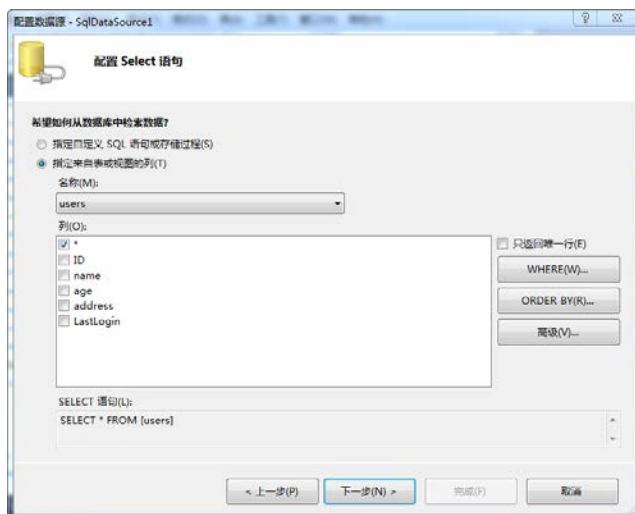 配置数据源 - SqlDataSource1
配置 Select 语句
希望如何从数据库中检索数据?
指定自定义 SQL 语句或存储过程(S)
指定来自表或视图的列(T)
名称(M):
users
列(O):
*
只返回唯一行(E)
ID
WHERE(W)...
name
age
ORDER BY(R)...
address
LastLogin
高级(V)...
SELECT 语句(L):
SELECT * FROM [users]
< 上一步(P)
下一步(N) >
完成(F)
取消